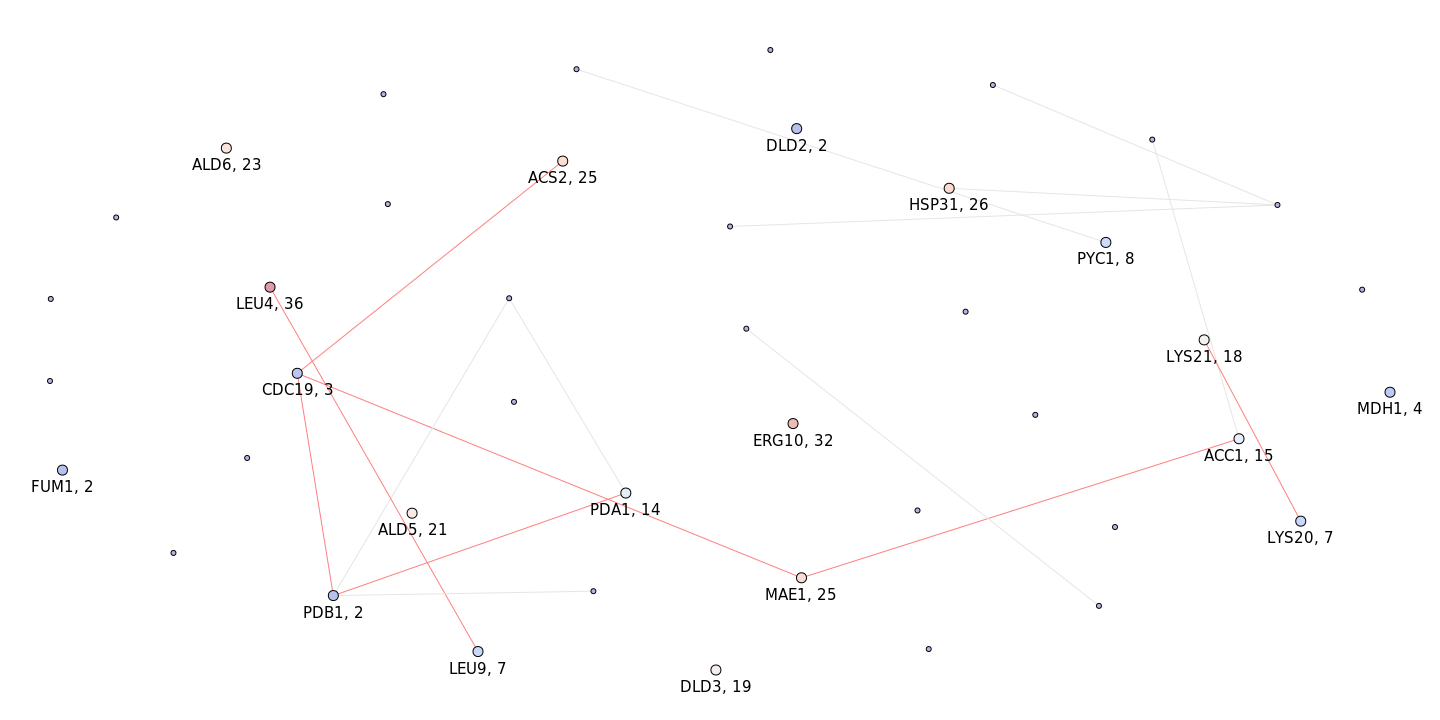 DLD2, 2
ALD6, 23
ACS2, 25
HSP31, 26
PYC1, 8
LEU4, 36
LYS21, 18
CDC19, 3
MDH1, 4
ERG10, 32
ACC1, 15
FUM1, 2
PDA1, 14
ALD5, 21
LYS20, 7
MAE1, 25
PDB1, 2
LEU9, 7
DLD3, 19